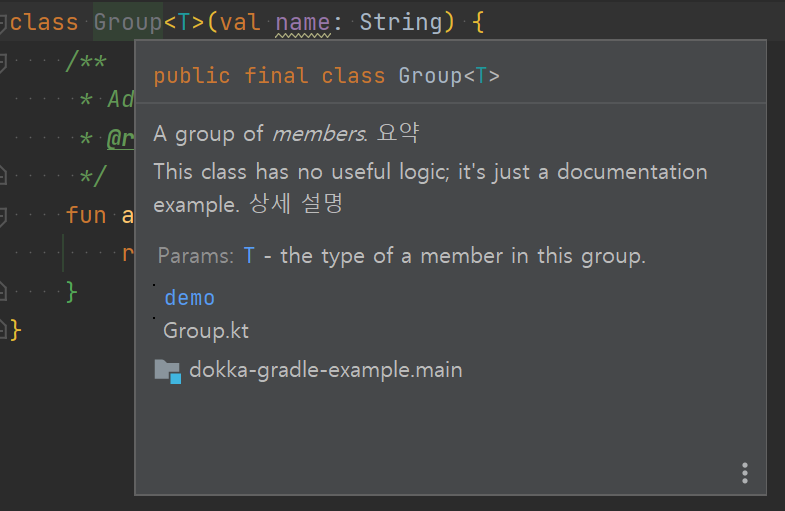 class Group<T>(val name: String) {
/**
public final class Group<T>
* Ad
A group of members. 요약
* @r
This class has no useful logic; it's just a documentation
*/
example. 상세 설명
fun a
Params: T - the type of a member in this group.
r
demo
}
Group.kt
}
dokka-gradle-example.main